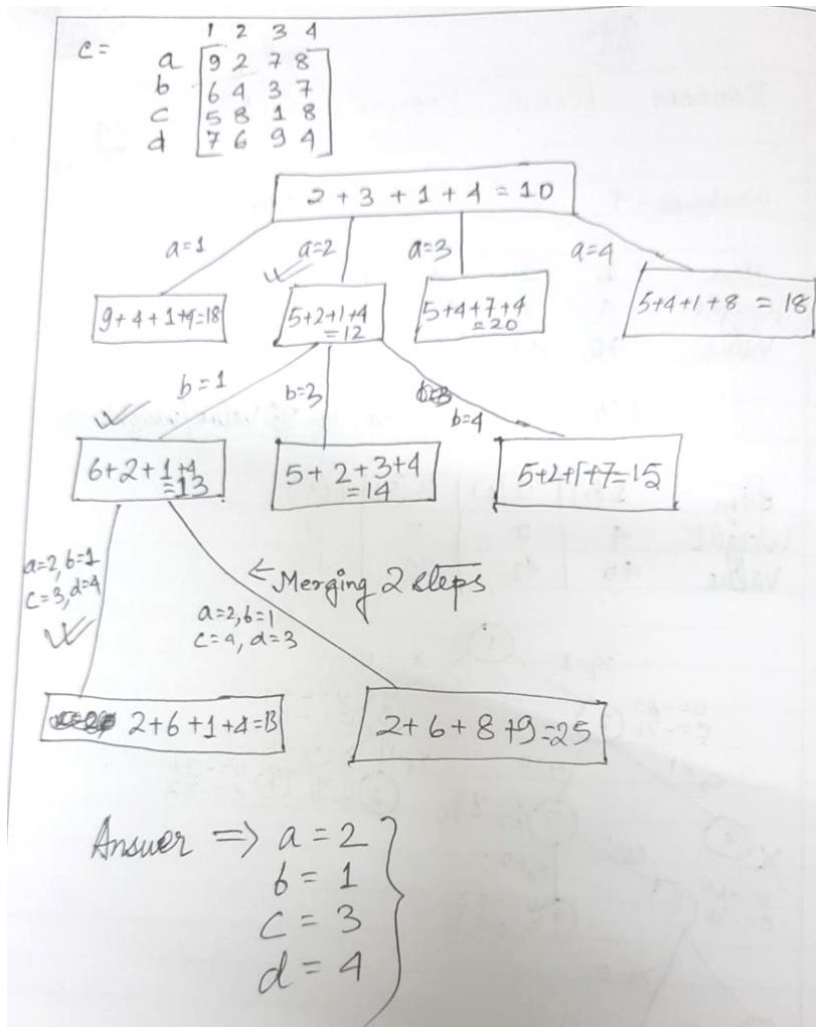 1 2 3 4
c=
a 9 2 7 8
b 6 4 3 7
c 5 8 1 8
d 7 6 9 4
2 + 3 + 1 + 4 = 10
a=1 a=2 a=3 a=4
9+4+1+4=18 5+2+1+4 =12 5+4+7+4 =20 5+4+1+8 = 18
b=1 b=3 b=4
6+2+1+4 =13 5+2+3+4 =14 5+2+1+7=15
a=2, b=1
c=3, d=4
← Merging 2 steps
a=2, b=1
c=4, d=3
2+6+1+4=13 2+6+8+9=25
Answer => a = 2
b = 1
c = 3
d = 4